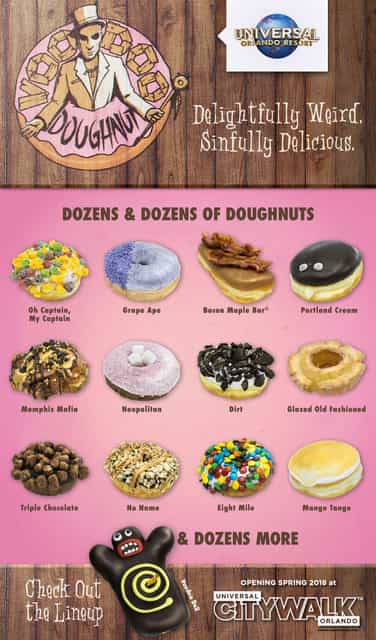 VOODOO
DOUGHNUT
UNIVERSAL
ORLANDO RESORT
Delightfully Weird.
Sinfully Delicious.
DOZENS & DOZENS OF DOUGHNUTS
Oh Captain,
My Captain
Grape Ape
Bacon Maple Bar®
Portland Cream
Memphis Mafia
Neapolitan
Dirt
Glazed Old Fashioned
Triple Chocolate
No Name
Eight Mile
Mango Tango
& DOZENS MORE
Voodoo Doll
Check Out
the Lineup
OPENING SPRING 2018 at
UNIVERSAL
CITYWALK™
ORLANDO